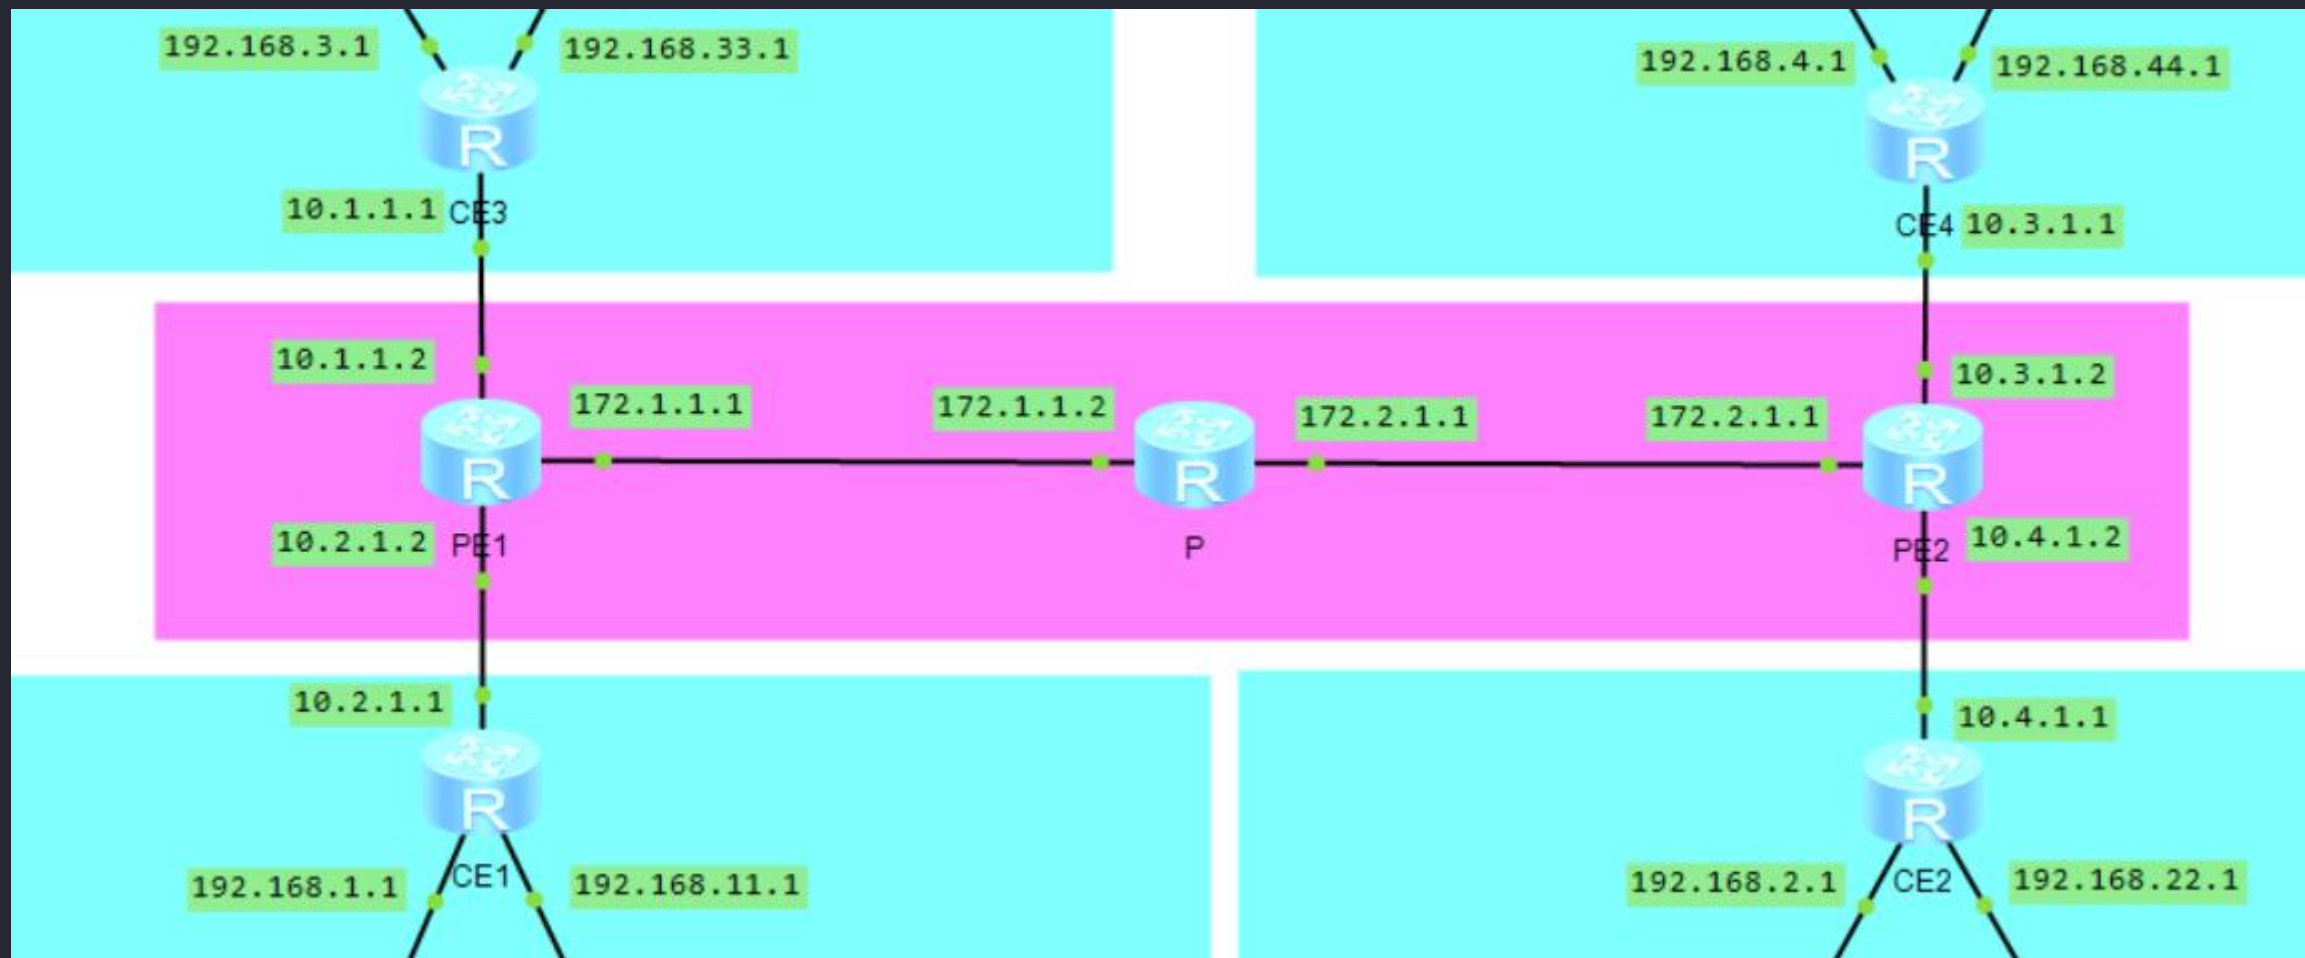 192.168.3.1
192.168.33.1
192.168.4.1
192.168.44.1
R
R
10.1.1.1
CE3
CE4
10.3.1.1
10.1.1.2
10.3.1.2
172.1.1.1
172.1.1.2
172.2.1.1
172.2.1.1
R
R
R
10.2.1.2
PE1
P
PE2
10.4.1.2
10.2.1.1
10.4.1.1
R
R
192.168.1.1
CE1
192.168.11.1
192.168.2.1
CE2
192.168.22.1